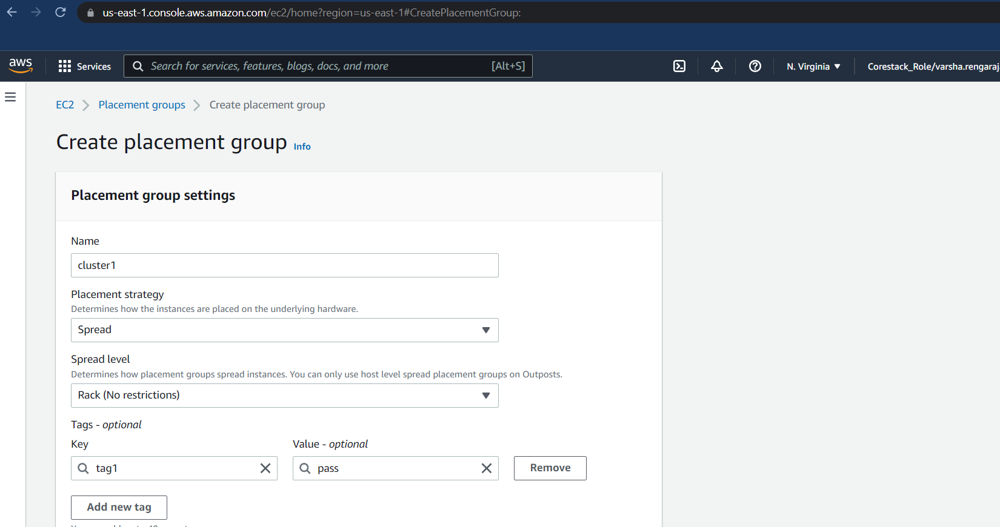 us-east-1.console.aws.amazon.com/ec2/home?region=us-east-1#CreatePlacementGroup:
aws Services Search for services, features, blogs, docs, and more [Alt+S] N. Virginia Corestack_Role/varsha.rengaraj
EC2 Placement groups Create placement group
Create placement group Info
Placement group settings
Name
cluster1
Placement strategy
Determines how the instances are placed on the underlying hardware.
Spread
Spread level
Determines how placement groups spread instances. You can only use host level spread placement groups on Outposts.
Rack (No restrictions)
Tags - optional
Key Value - optional
tag1 pass Remove
Add new tag